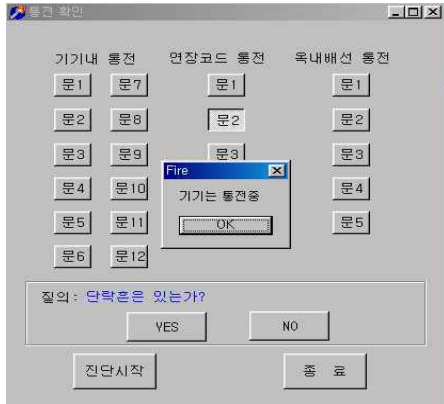 통전 확인
기기내 통전 연장코드 통전 옥내배선 통전
문1 문7 문1 문1
문2 문8 문2 문2
문3 문9 문3 문3
Fire
문4 문10 기기는 통전중 문4
문5 문11 OK 문5
문6 문12
질의: 단락흔은 있는가?
YES NO
진단시작 종 료